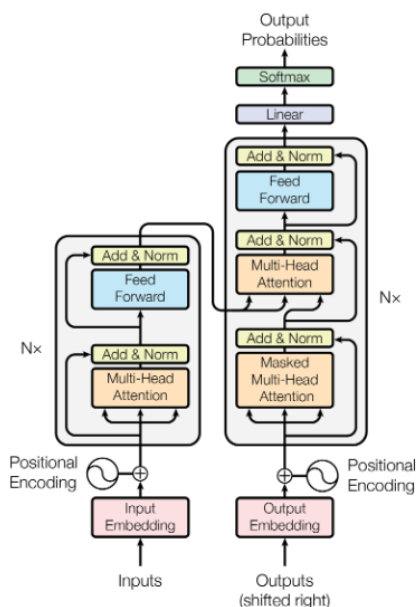 Output
Probabilities
Softmax
Linear
Add & Norm
Feed
Forward
Add & Norm
Multi-Head
Attention
Add & Norm
Masked
Multi-Head
Attention
N×
Add & Norm
Feed
Forward
Add & Norm
Multi-Head
Attention
N×
Positional
Encoding
Input
Embedding
Inputs
Positional
Encoding
Output
Embedding
Outputs
(shifted right)